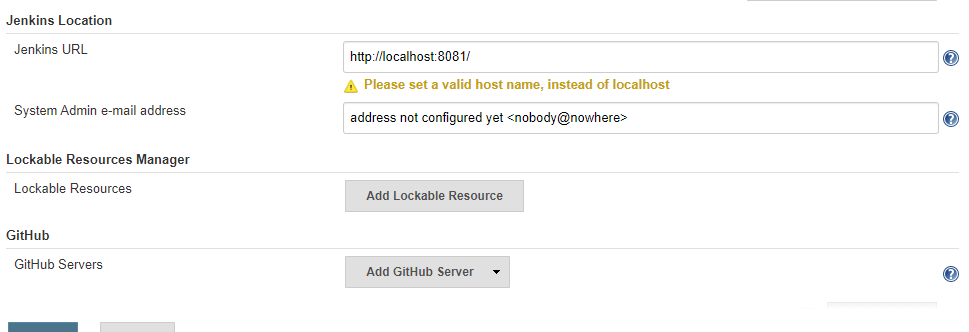 Jenkins Location
Jenkins URL
http://localhost:8081/
Please set a valid host name, instead of localhost
System Admin e-mail address
address not configured yet <nobody@nowhere>
Lockable Resources Manager
Lockable Resources
Add Lockable Resource
GitHub
GitHub Servers
Add GitHub Server